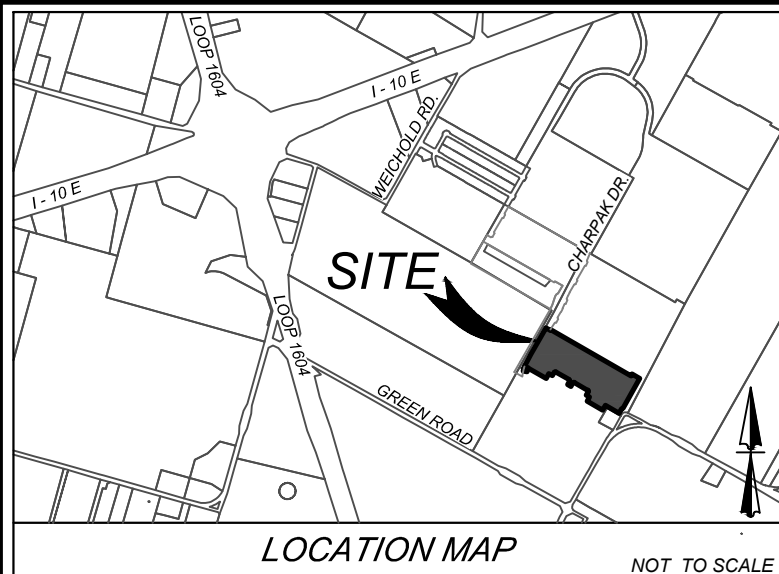 LOOP 1604
I - 10 E
WEICHOLD RD.
I - 10 E
CHARPAK DR.
SITE
LOOP 1604
GREEN ROAD
LOCATION MAP
NOT TO SCALE